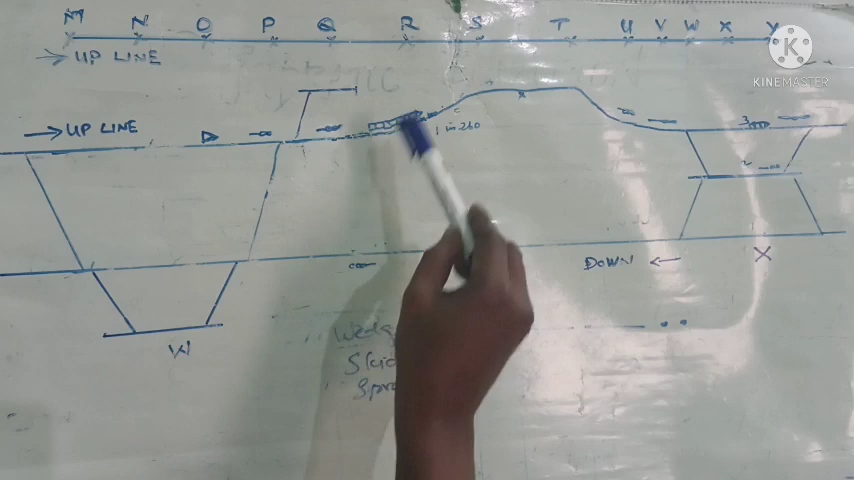 M N O P Q R S T U V W X Y
K
KINEMASTER
UP LINE
UP LINE
1 in 260
DOWN
X
W